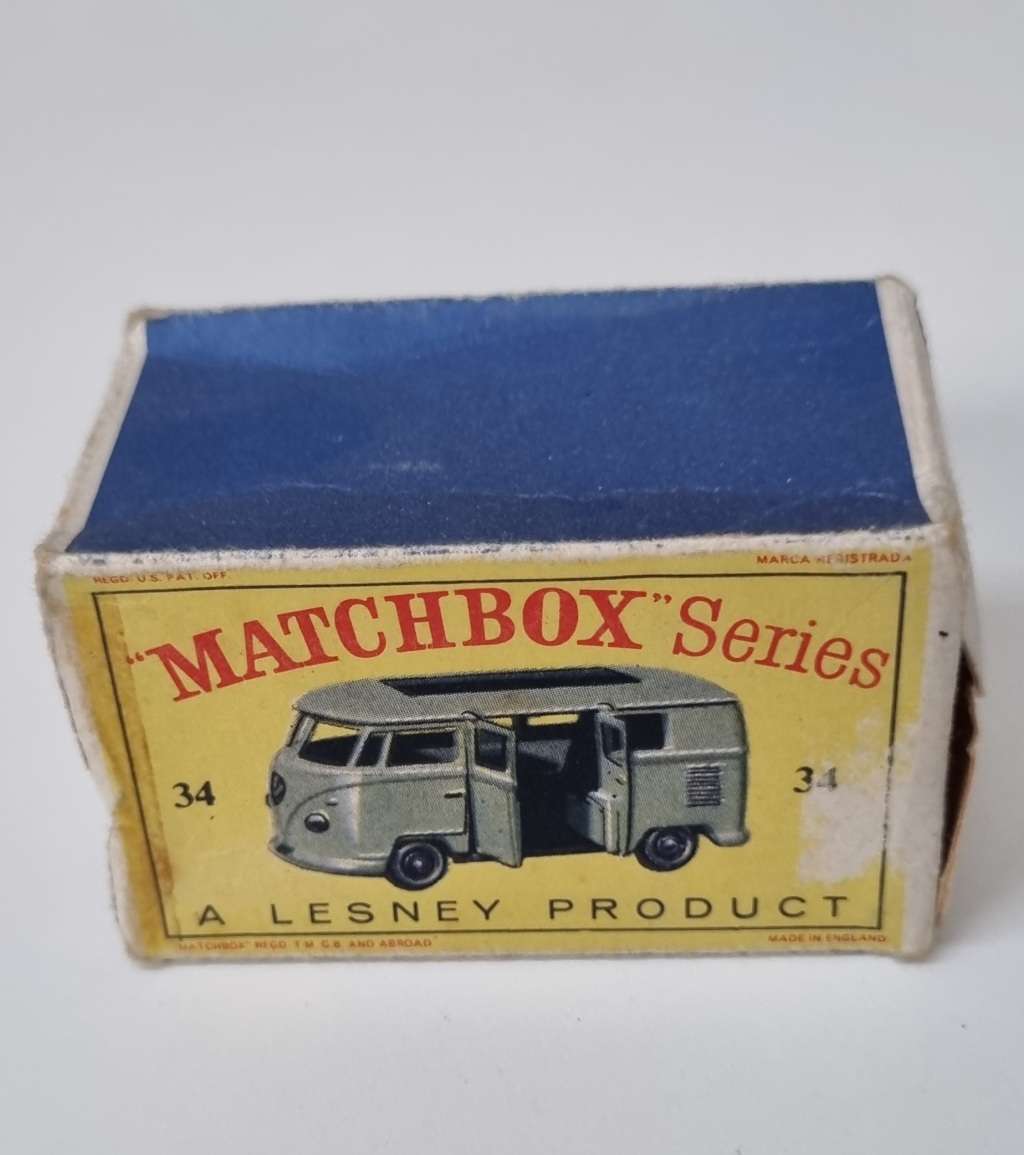 REGD. U.S. PAT. OFF.
MARCA REGISTRADA
"MATCHBOX" Series
34
34
A LESNEY PRODUCT
"MATCHBOX" REGD. T.M. G.B. AND ABROAD
MADE IN ENGLAND